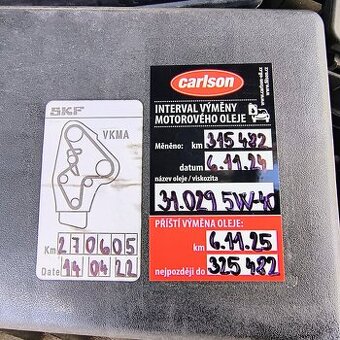 SKF
VKMA
Km 270605
Date 14 04 22
carlson
INTERVAL VÝMĚNY
MOTOROVÉHO OLEJE
Měněno: km 315 482
datum 6.11.24
název oleje / viskozita
31.029 5W-40
PŘÍŠTÍ VÝMĚNA OLEJE:
km 6.11.25
nejpozději do 325 482